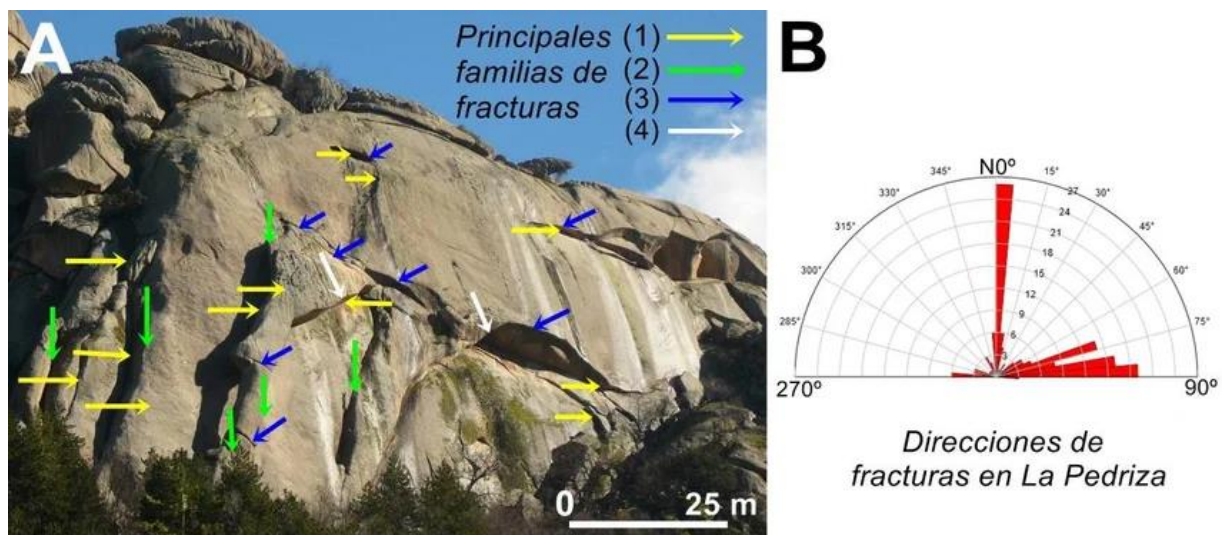 A
Principales (1)
familias de (2)
fracturas (3)
(4)
0 25 m
B
N0º
345° 15°
330° 30°
315° 45°
300° 60°
285° 75°
270º 90º
27
24
21
18
15
12
9
6
3
Direcciones de
fracturas en La Pedriza